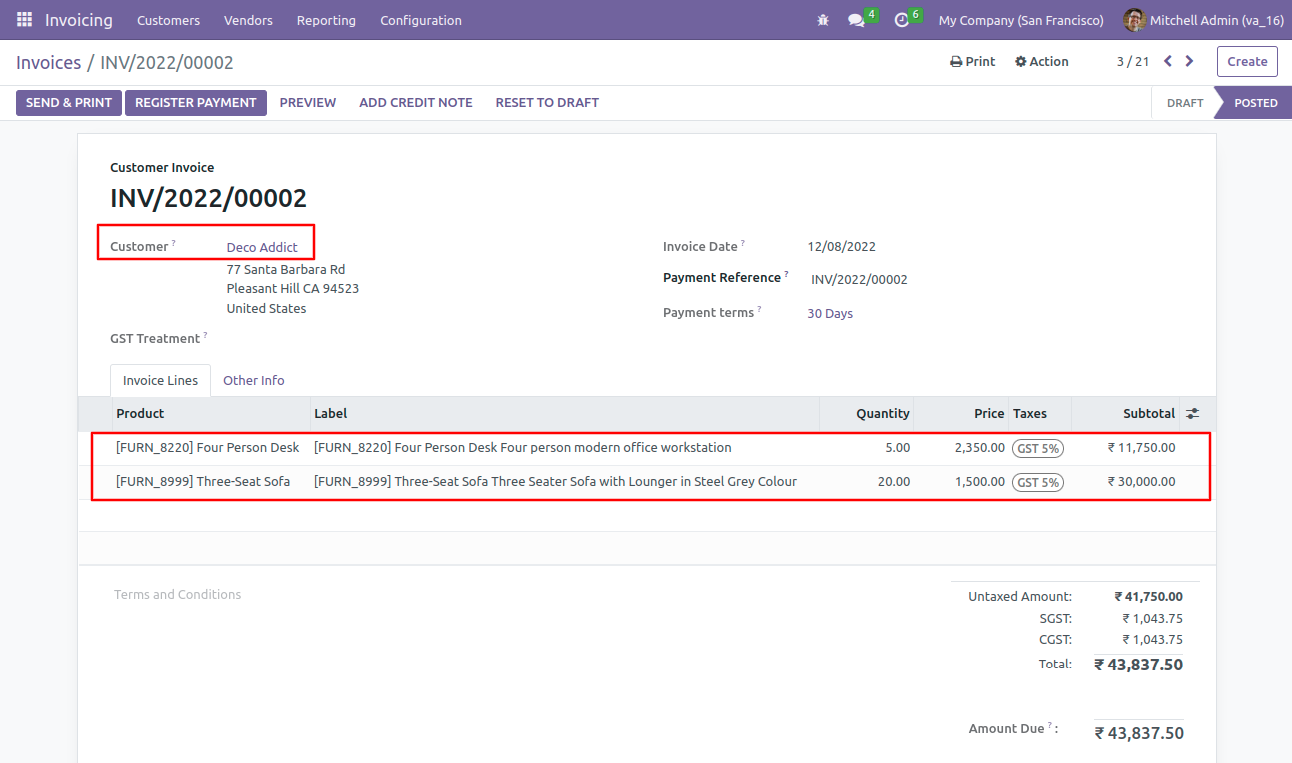 Invoicing Customers Vendors Reporting Configuration 4 6 My Company (San Francisco) Mitchell Admin (va_16)
Invoices / INV/2022/00002 Print Action 3 / 21 Create
SEND & PRINT REGISTER PAYMENT PREVIEW ADD CREDIT NOTE RESET TO DRAFT DRAFT POSTED
Customer Invoice
INV/2022/00002
Customer ? Deco Addict Invoice Date ? 12/08/2022
77 Santa Barbara Rd
Pleasant Hill CA 94523 Payment Reference ? INV/2022/00002
United States Payment terms ? 30 Days
GST Treatment ?
Invoice Lines Other Info
Product Label Quantity Price Taxes Subtotal
[FURN_8220] Four Person Desk [FURN_8220] Four Person Desk Four person modern office workstation 5.00 2,350.00 GST 5% ₹ 11,750.00
[FURN_8999] Three-Seat Sofa [FURN_8999] Three-Seat Sofa Three Seater Sofa with Lounger in Steel Grey Colour 20.00 1,500.00 GST 5% ₹ 30,000.00
Terms and Conditions Untaxed Amount: ₹ 41,750.00
SGST: ₹ 1,043.75
CGST: ₹ 1,043.75
Total: ₹ 43,837.50
Amount Due ? : ₹ 43,837.50